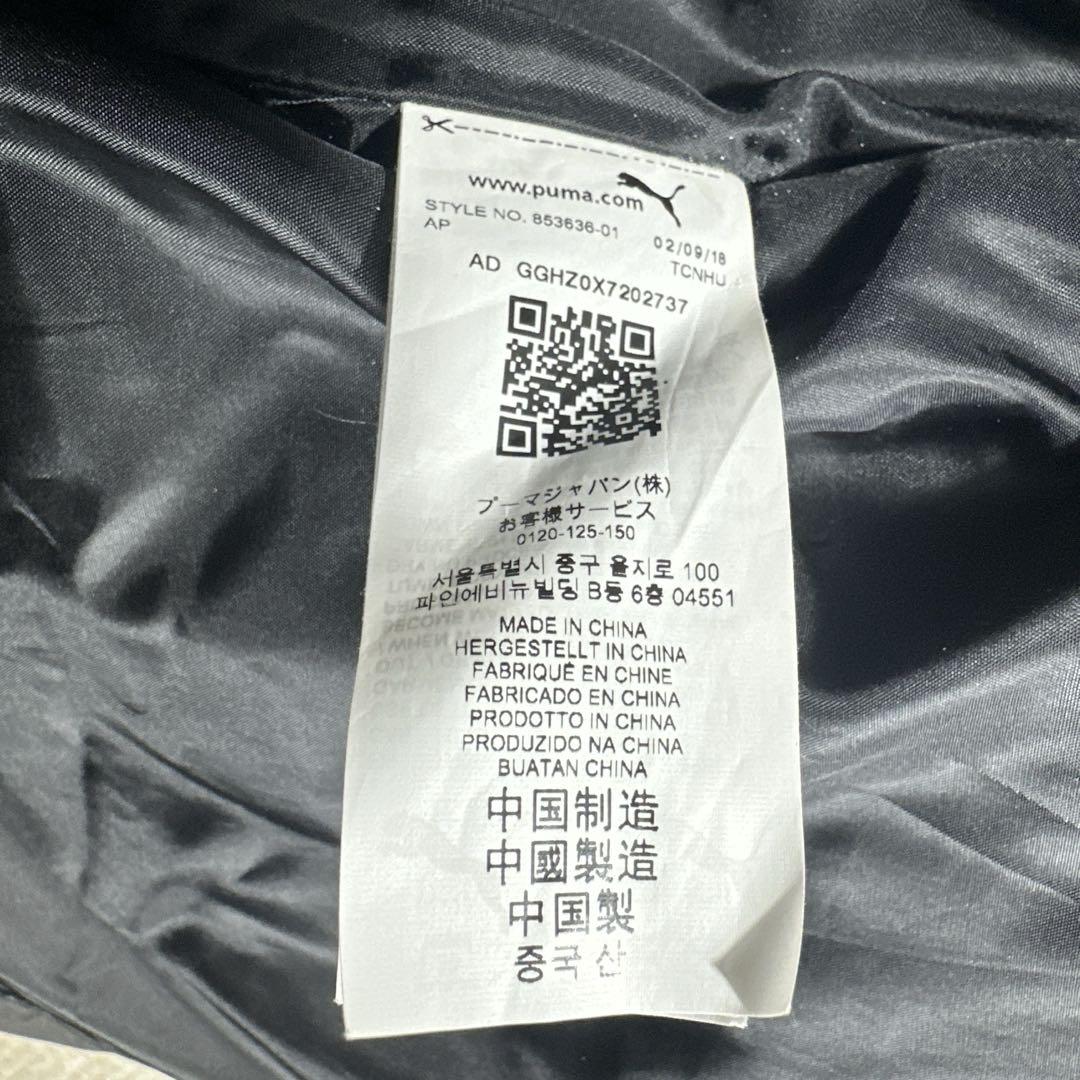 www.puma.com
STYLE NO. 853636-01 02/09/18
AP TCNHU
AD GGHZ0X7202737
プーマジャパン(株)
お客様サービス
0120-125-150
서울특별시 중구 을지로 100
파인에비뉴빌딩 B동 6층 04551
MADE IN CHINA
HERGESTELLT IN CHINA
FABRIQUÉ EN CHINE
FABRICADO EN CHINA
PRODOTTO IN CHINA
PRODUZIDO NA CHINA
BUATAN CHINA
中国制造
中國製造
中国製
중국산